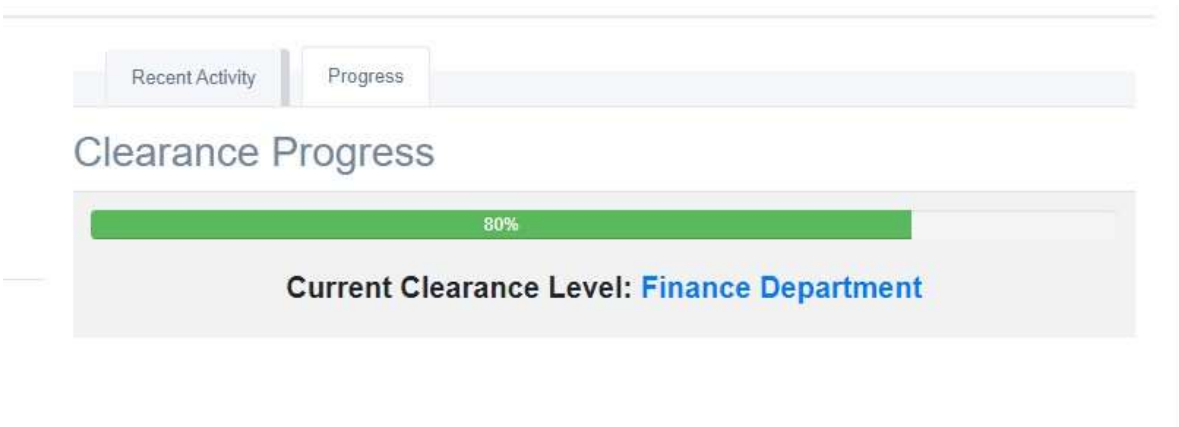 Recent Activity Progress
Clearance Progress
80%
Current Clearance Level: Finance Department